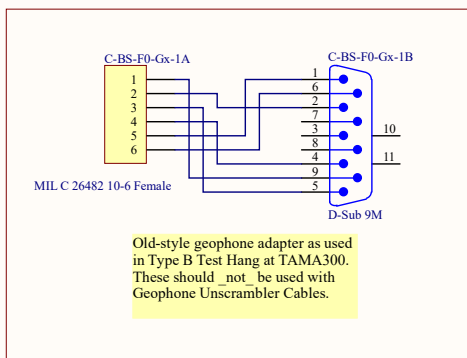 C-BS-F0-Gx-1A
1
2
3
4
5
6
MIL C 26482 10-6 Female
C-BS-F0-Gx-1B
1
6
2
7
3
8
4
9
5
10
11
D-Sub 9M
Old-style geophone adapter as used
in Type B Test Hang at TAMA300.
These should _not_ be used with
Geophone Unscrambler Cables.